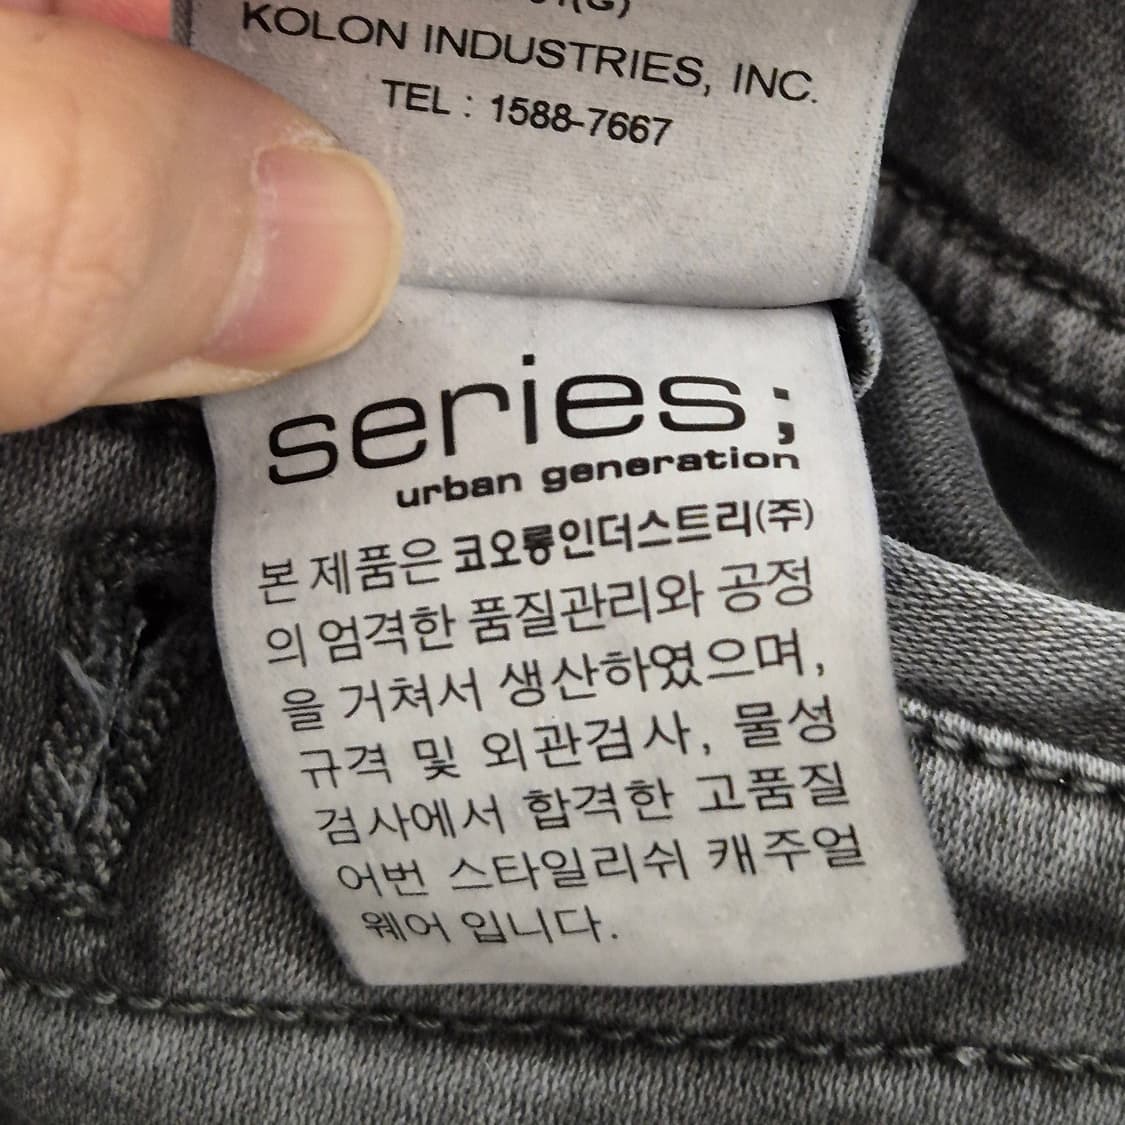 KOLON INDUSTRIES, INC.
TEL : 1588-7667
series;
urban generation
본 제품은 코오롱인더스트리(주)
의 엄격한 품질관리와 공정
을 거쳐서 생산하였으며,
규격 및 외관검사, 물성
검사에서 합격한 고품질
어번 스타일리쉬 캐주얼
웨어 입니다.